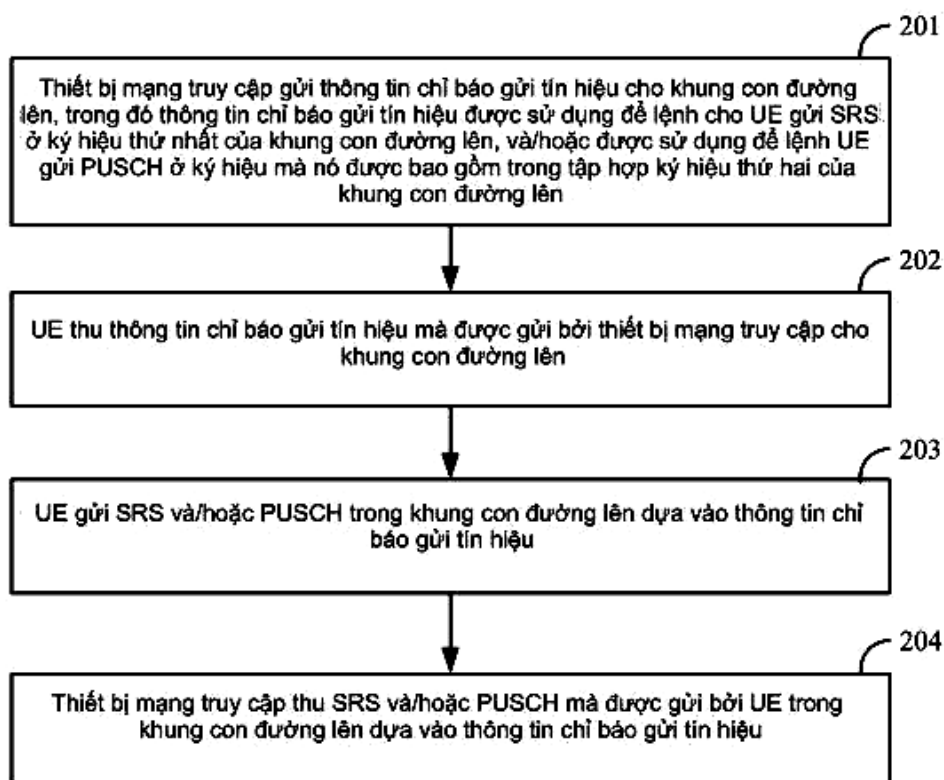 201
Thiết bị mạng truy cập gửi thông tin chỉ báo gửi tín hiệu cho khung con đường
lên, trong đó thông tin chỉ báo gửi tín hiệu được sử dụng để lệnh cho UE gửi SRS
ở ký hiệu thứ nhất của khung con đường lên, và/hoặc được sử dụng để lệnh UE
gửi PUSCH ở ký hiệu mà nó được bao gồm trong tập hợp ký hiệu thứ hai của
khung con đường lên
202
UE thu thông tin chỉ báo gửi tín hiệu mà được gửi bởi thiết bị mạng truy cập cho
khung con đường lên
203
UE gửi SRS và/hoặc PUSCH trong khung con đường lên dựa vào thông tin chỉ
báo gửi tín hiệu
204
Thiết bị mạng truy cập thu SRS và/hoặc PUSCH mà được gửi bởi UE trong
khung con đường lên dựa vào thông tin chỉ báo gửi tín hiệu